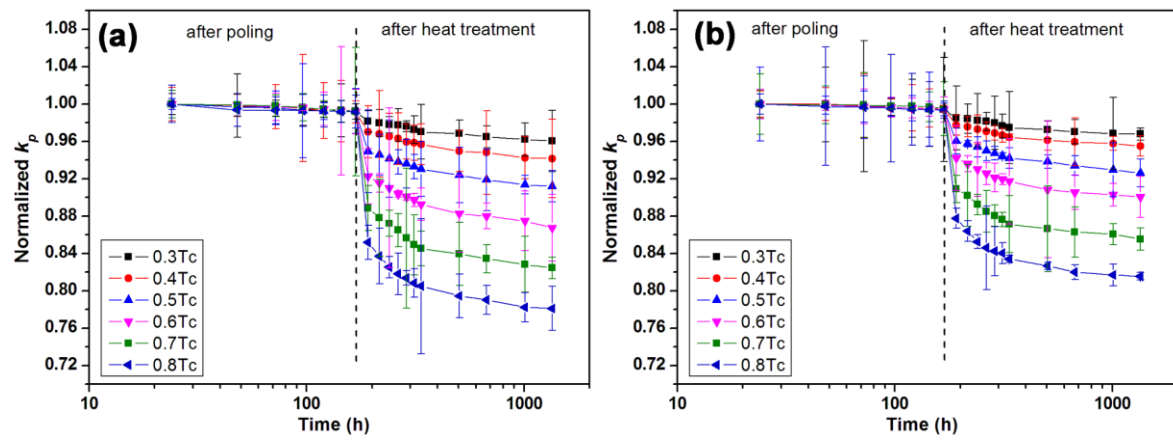 (a)
after poling
after heat treatment
1.08
1.04
1.00
0.96
0.92
0.88
0.84
0.80
0.76
0.72
Normalized kp
0.3Tc
0.4Tc
0.5Tc
0.6Tc
0.7Tc
0.8Tc
10
100
1000
Time (h)
(b)
after poling
after heat treatment
1.08
1.04
1.00
0.96
0.92
0.88
0.84
0.80
0.76
0.72
Normalized kp
0.3Tc
0.4Tc
0.5Tc
0.6Tc
0.7Tc
0.8Tc
10
100
1000
Time (h)